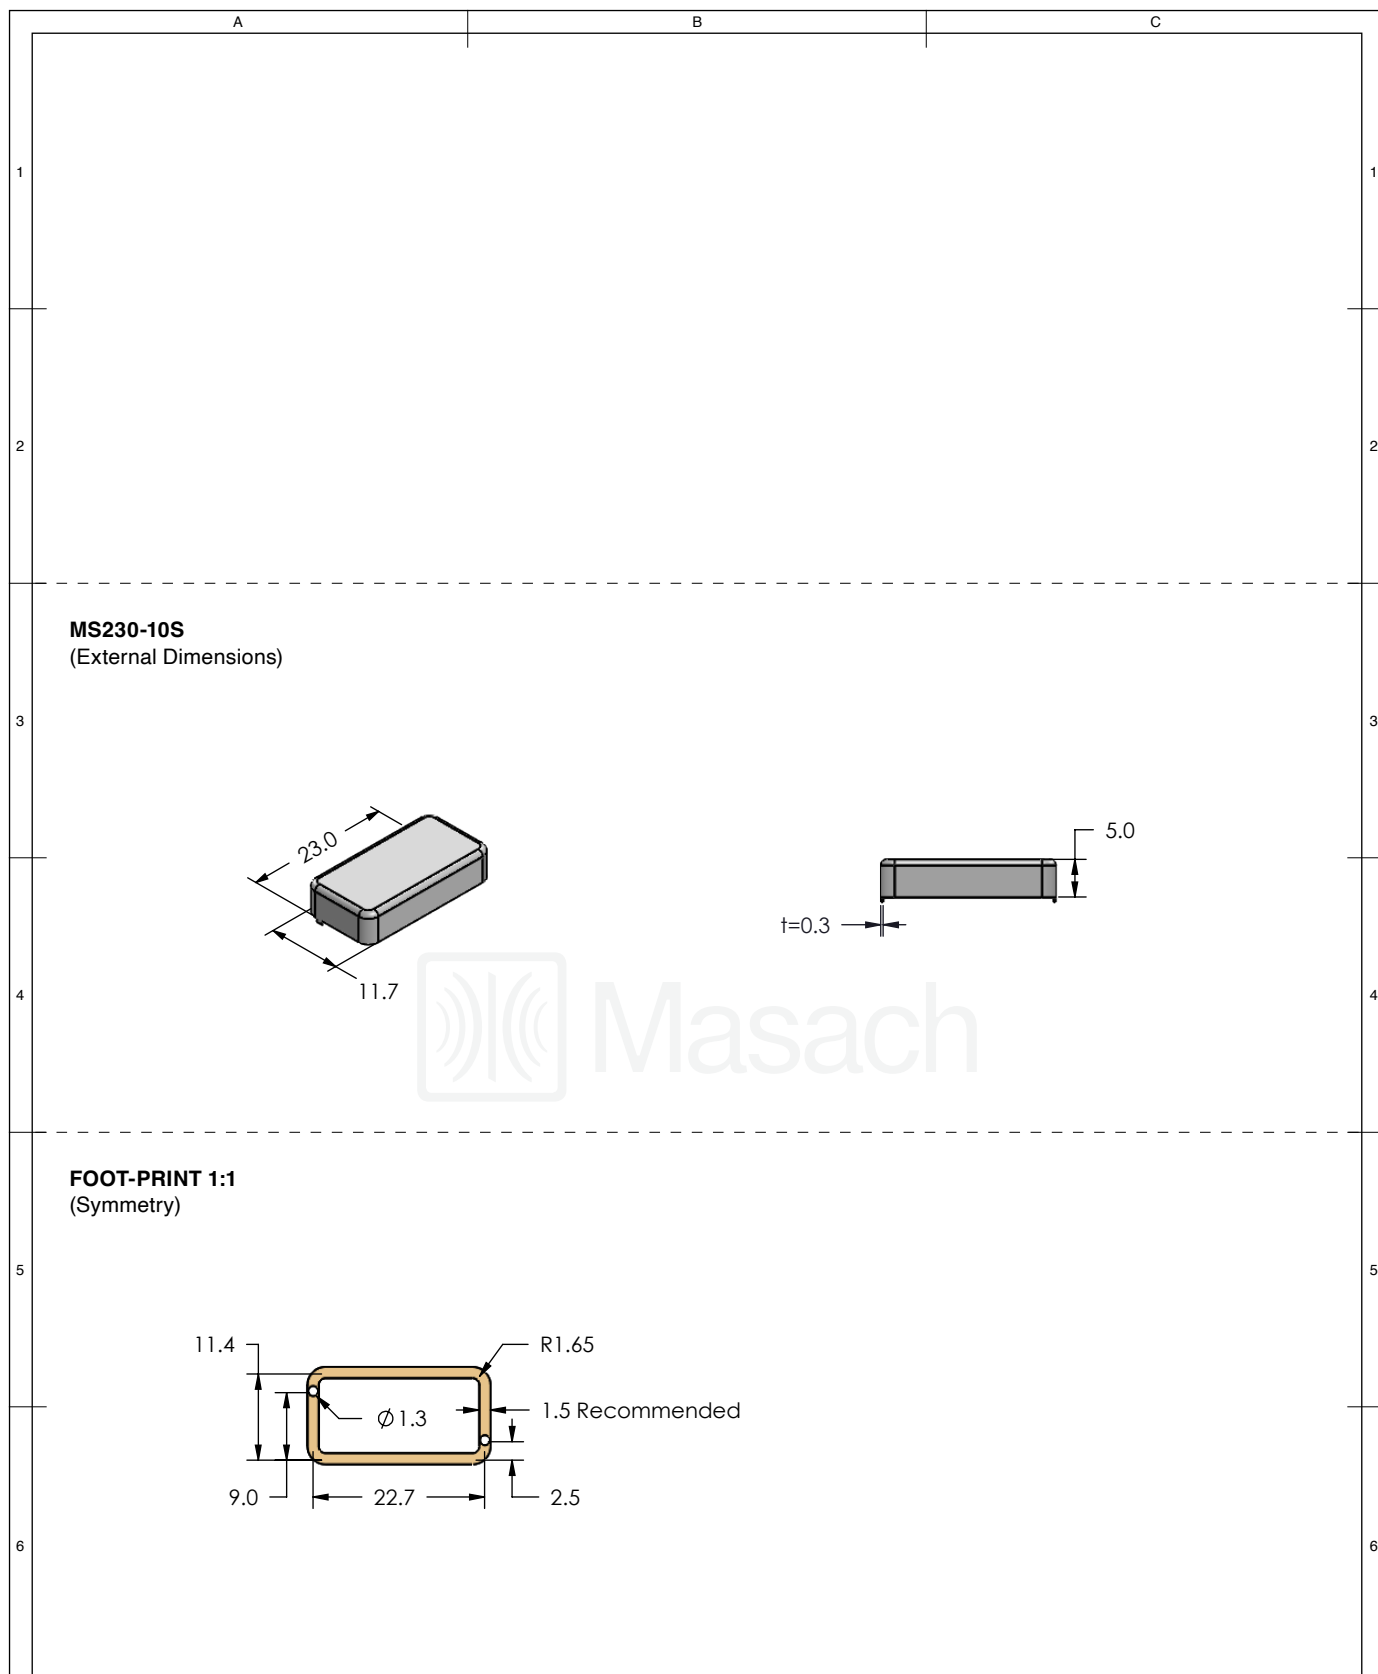 A B C
1 1
2 2
MS230-10S
(External Dimensions)
3 3
23.0
11.7
5.0
t=0.3
4 4
Masach
FOOT-PRINT 1:1
(Symmetry)
5 5
11.4
R1.65
Ø1.3
1.5 Recommended
9.0
22.7
2.5
6 6